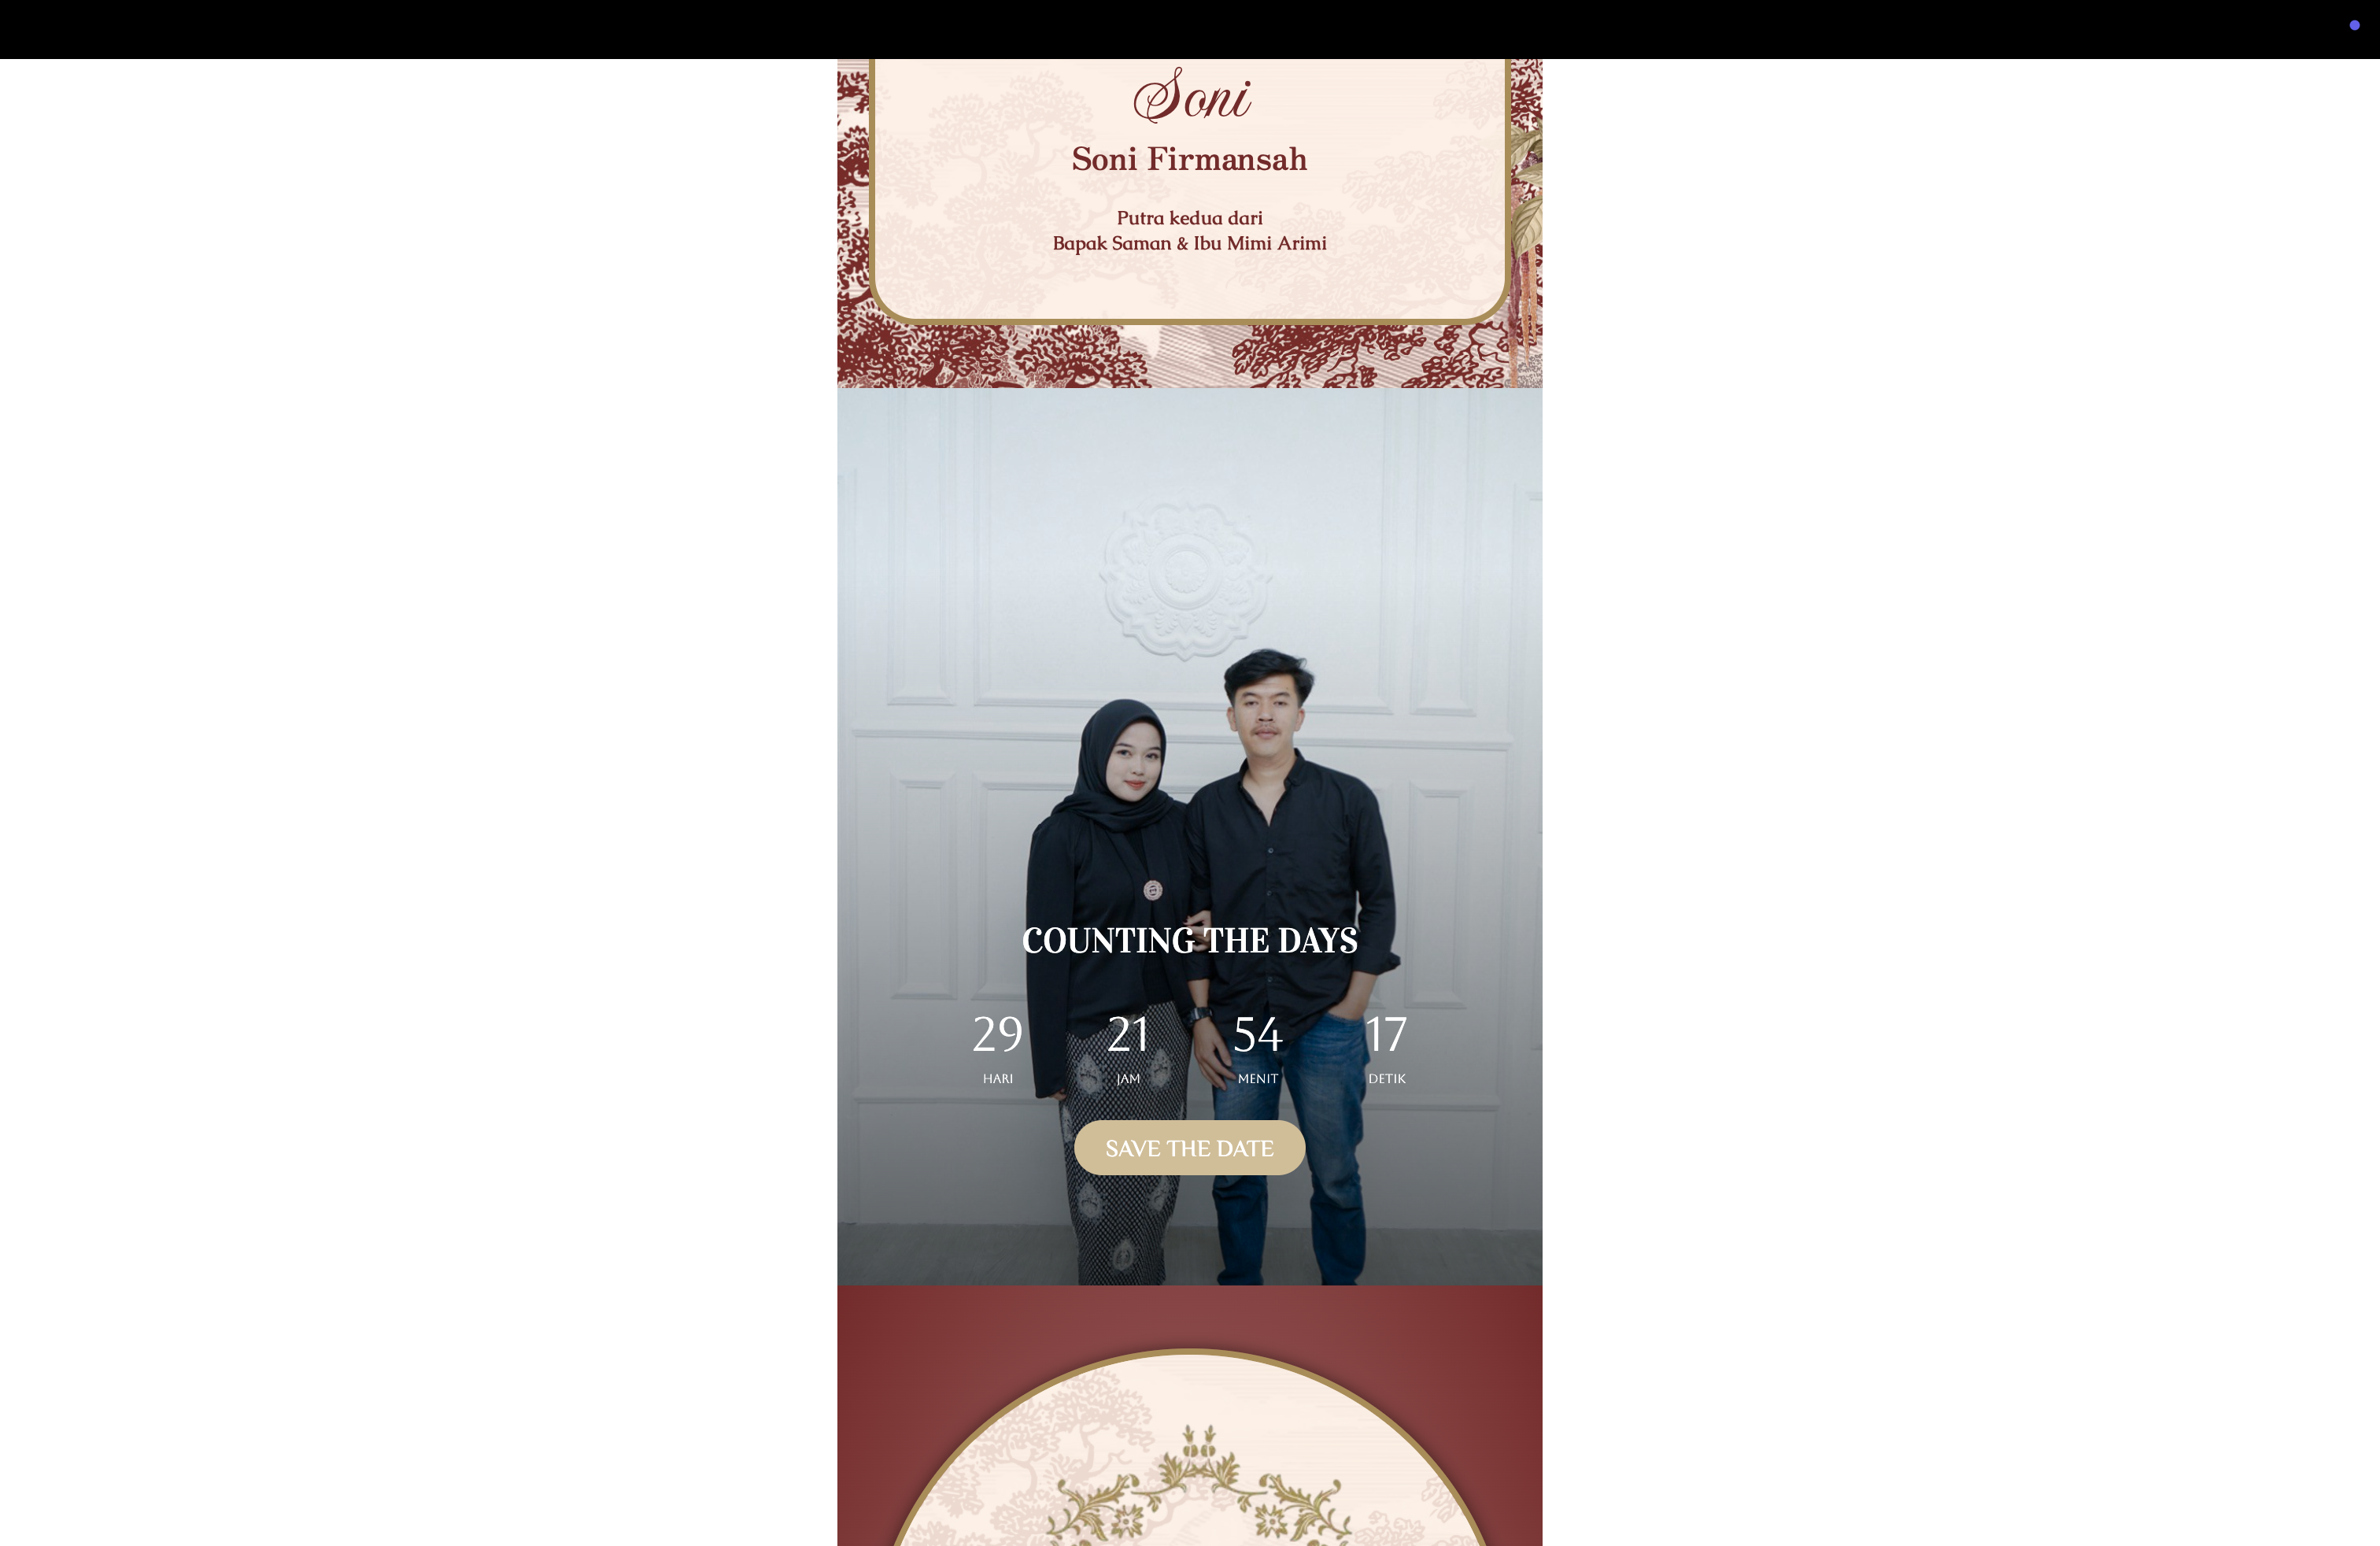 Soni
Soni Firmansah
Putra kedua dari
Bapak Saman & Ibu Mimi Arimi
COUNTING THE DAYS
29 21 54 17
HARI JAM MENIT DETIK
SAVE THE DATE